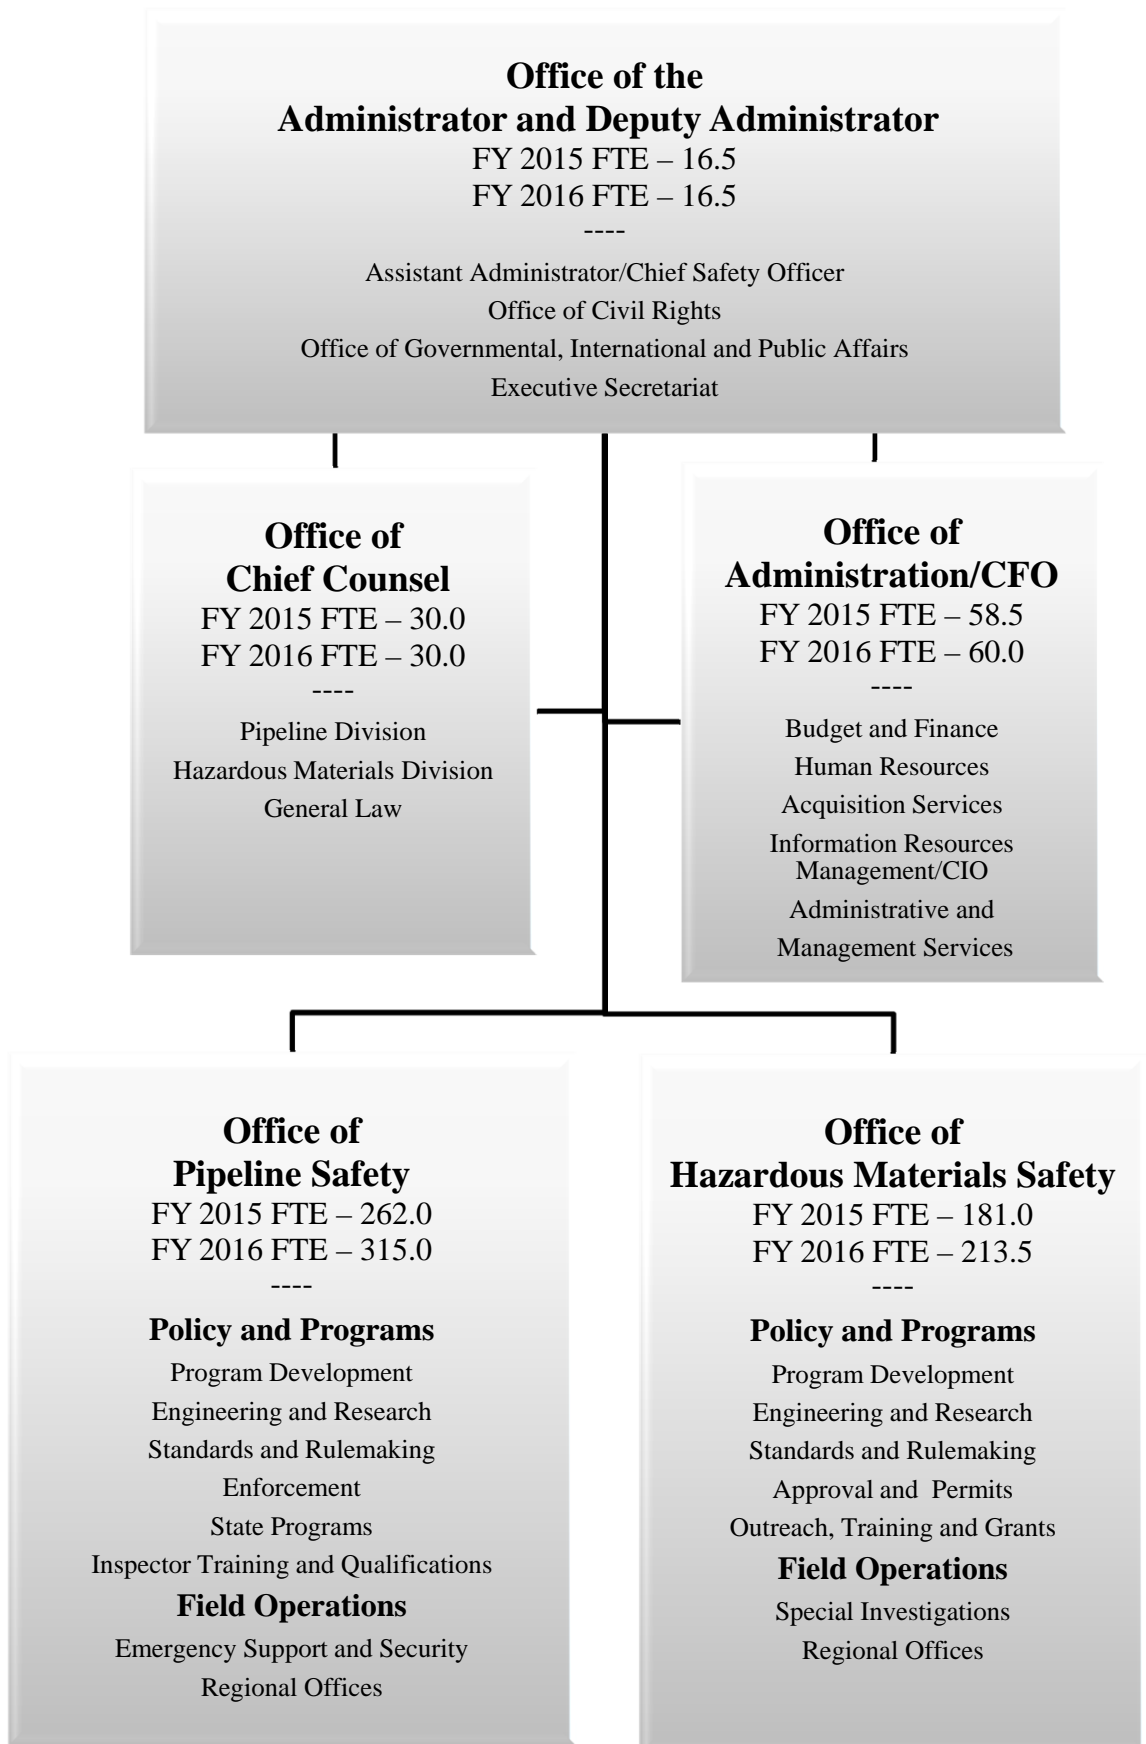 Office of the
Administrator and Deputy Administrator
FY 2015 FTE – 16.5
FY 2016 FTE – 16.5
----
Assistant Administrator/Chief Safety Officer
Office of Civil Rights
Office of Governmental, International and Public Affairs
Executive Secretariat
Office of
Chief Counsel
FY 2015 FTE – 30.0
FY 2016 FTE – 30.0
----
Pipeline Division
Hazardous Materials Division
General Law
Office of
Administration/CFO
FY 2015 FTE – 58.5
FY 2016 FTE – 60.0
----
Budget and Finance
Human Resources
Acquisition Services
Information Resources
Management/CIO
Administrative and
Management Services
Office of
Pipeline Safety
FY 2015 FTE – 262.0
FY 2016 FTE – 315.0
----
Policy and Programs
Program Development
Engineering and Research
Standards and Rulemaking
Enforcement
State Programs
Inspector Training and Qualifications
Field Operations
Emergency Support and Security
Regional Offices
Office of
Hazardous Materials Safety
FY 2015 FTE – 181.0
FY 2016 FTE – 213.5
----
Policy and Programs
Program Development
Engineering and Research
Standards and Rulemaking
Approval and  Permits
Outreach, Training and Grants
Field Operations
Special Investigations
Regional Offices